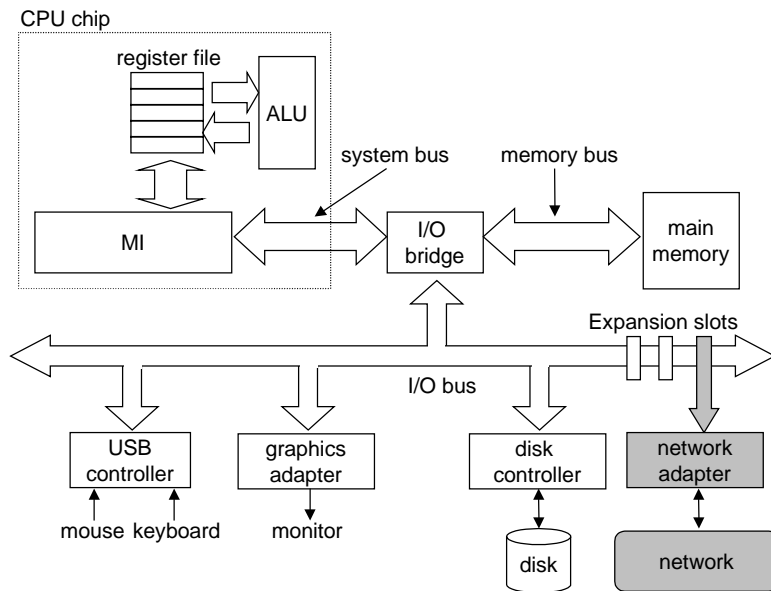 CPU chip
register file
ALU
system bus
memory bus
MI
I/O
bridge
main
memory
Expansion slots
I/O bus
USB
controller
graphics
adapter
disk
controller
network
adapter
mouse
keyboard
monitor
disk
network